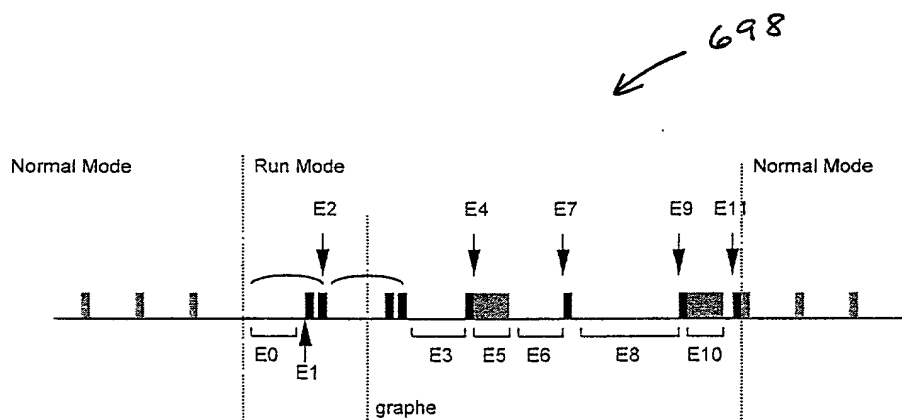 698
Normal Mode Run Mode Normal Mode
E2 E4 E7 E9 E11
E0 E3 E5 E6 E8 E10
E1
graphe